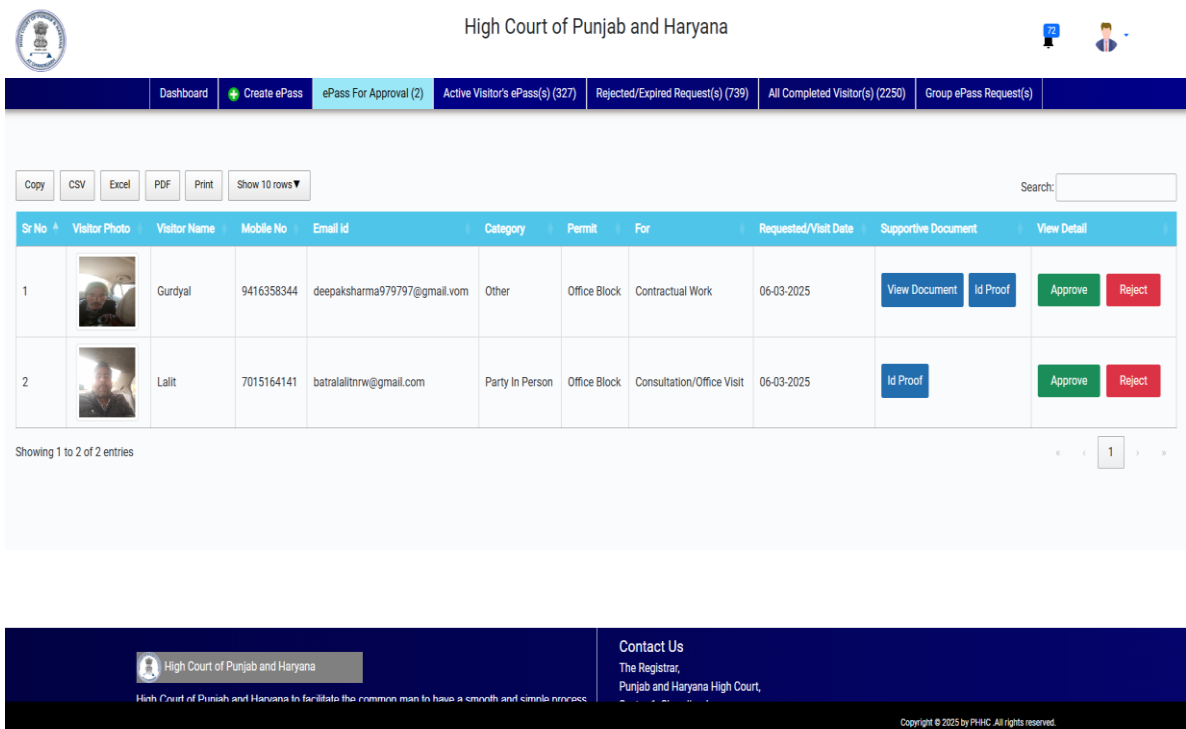 High Court of Punjab and Haryana
72
Dashboard Create ePass ePass For Approval (2) Active Visitor's ePass(s) (327) Rejected/Expired Request(s) (739) All Completed Visitor(s) (2250) Group ePass Request(s)
Copy CSV Excel PDF Print Show 10 rows▼ Search:
Sr No Visitor Photo Visitor Name Mobile No Email Id Category Permit For Requested/Visit Date Supportive Document View Detail
1 Gurdyal 9416358344 deepaksharma979797@gmail.vom Other Office Block Contractual Work 06-03-2025 View Document Id Proof Approve Reject
2 Lalit 7015164141 batralalitnrw@gmail.com Party In Person Office Block Consultation/Office Visit 06-03-2025 Id Proof Approve Reject
Showing 1 to 2 of 2 entries « ‹ 1 › »
High Court of Punjab and Haryana
High Court of Punjab and Haryana to facilitate the common man to have a smooth and simple process
Contact Us
The Registrar,
Punjab and Haryana High Court,
Copyright © 2025 by PHHC .All rights reserved.